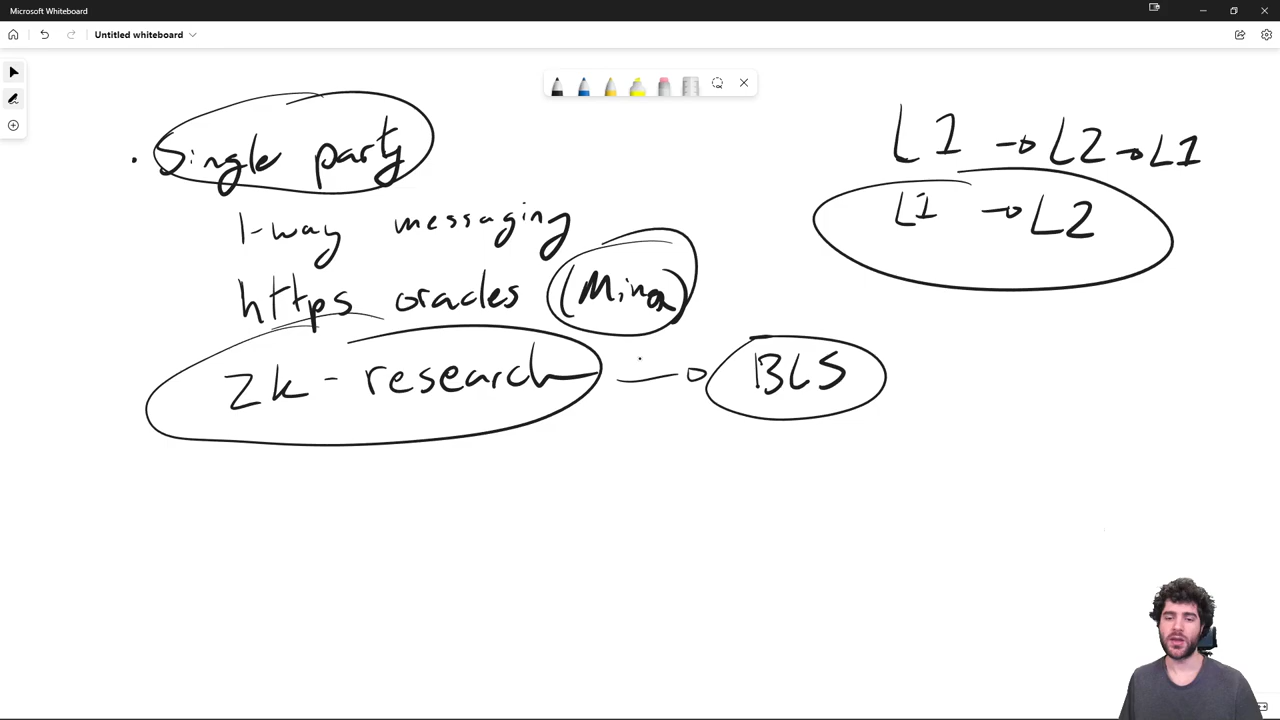 Microsoft Whiteboard
Untitled whiteboard
· Single party
1-way messaging
https oracles (Mina)
zk - research → BLS
L1 → L2 → L1
L1 → L2